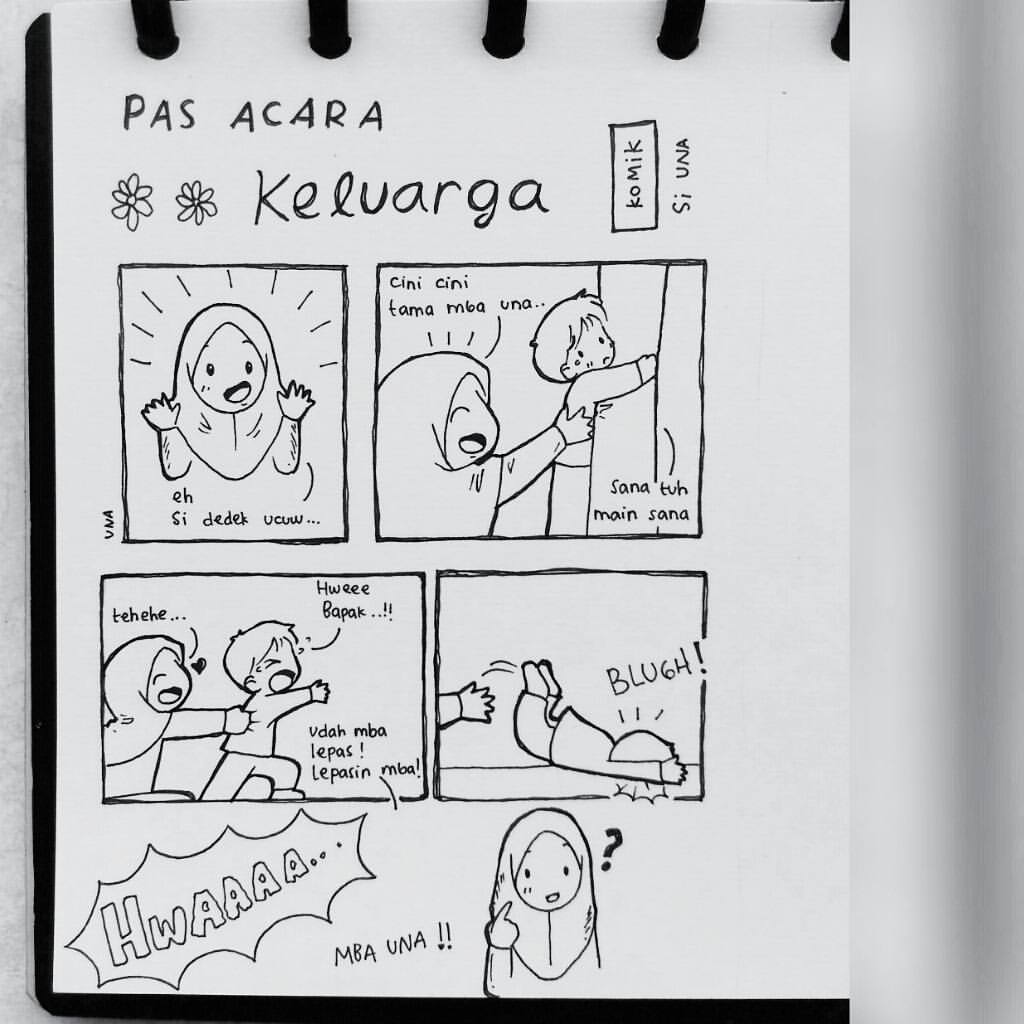 PAS ACARA
Keluarga
KOMIK
Si UNA
eh
Si dedek ucuw...
UNA
cini cini
tama mba una..
sana tuh
main sana
tehehe...
Hweee
Bapak..!!
udah mba
lepas!
Lepasin mba!
BLUGH!
HWAAAA...
MBA UNA !!
?